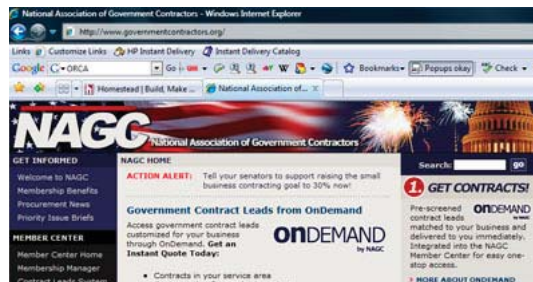 National Association of Government Contractors - Windows Internet Explorer
http://www.governmentcontractors.org/
Links Customize Links HP Instant Delivery Instant Delivery Catalog
Google ORCA Go Bookmarks Popups okay Check
Homestead | Build, Make ... National Association of... X
NAGC
National Association of Government Contractors
GET INFORMED
Welcome to NAGC
Membership Benefits
Procurement News
Priority Issue Briefs
MEMBER CENTER
Member Center Home
Membership Manager
Contract Leads System
NAGC HOME
ACTION ALERT: Tell your senators to support raising the small
business contracting goal to 30% now!
Government Contract Leads from OnDemand
Access government contract leads
customized for your business
through OnDemand. Get an
Instant Quote Today:
• Contracts in your service area
ONDEMAND
by NAGC
Search: go
1. GET CONTRACTS!
Pre-screened
contract leads
ONDEMAND
by NAGC
matched to your business and
delivered to you immediately.
Integrated into the NAGC
Member Center for easy one-
stop access.
MORE ABOUT ONDEMAND